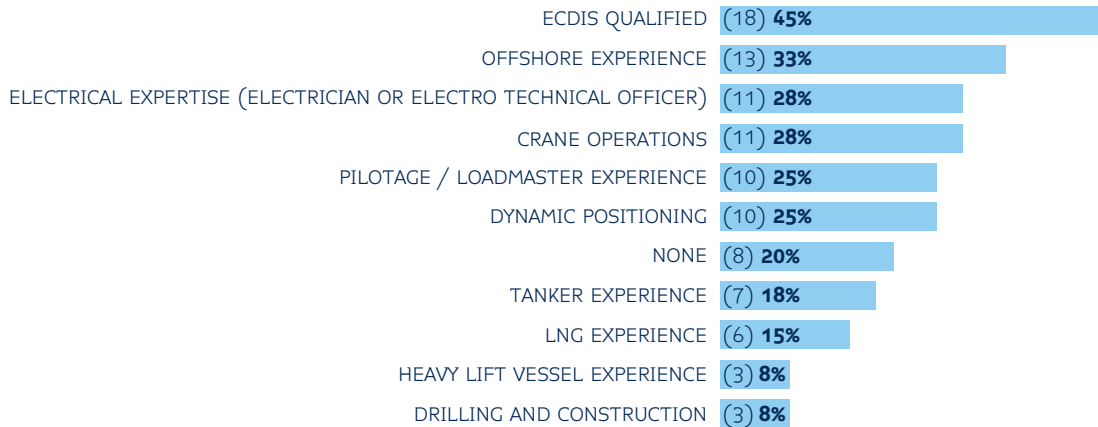 ECDIS QUALIFIED (18) 45%
OFFSHORE EXPERIENCE (13) 33%
ELECTRICAL EXPERTISE (ELECTRICIAN OR ELECTRO TECHNICAL OFFICER) (11) 28%
CRANE OPERATIONS (11) 28%
PILOTAGE / LOADMASTER EXPERIENCE (10) 25%
DYNAMIC POSITIONING (10) 25%
NONE (8) 20%
TANKER EXPERIENCE (7) 18%
LNG EXPERIENCE (6) 15%
HEAVY LIFT VESSEL EXPERIENCE (3) 8%
DRILLING AND CONSTRUCTION (3) 8%